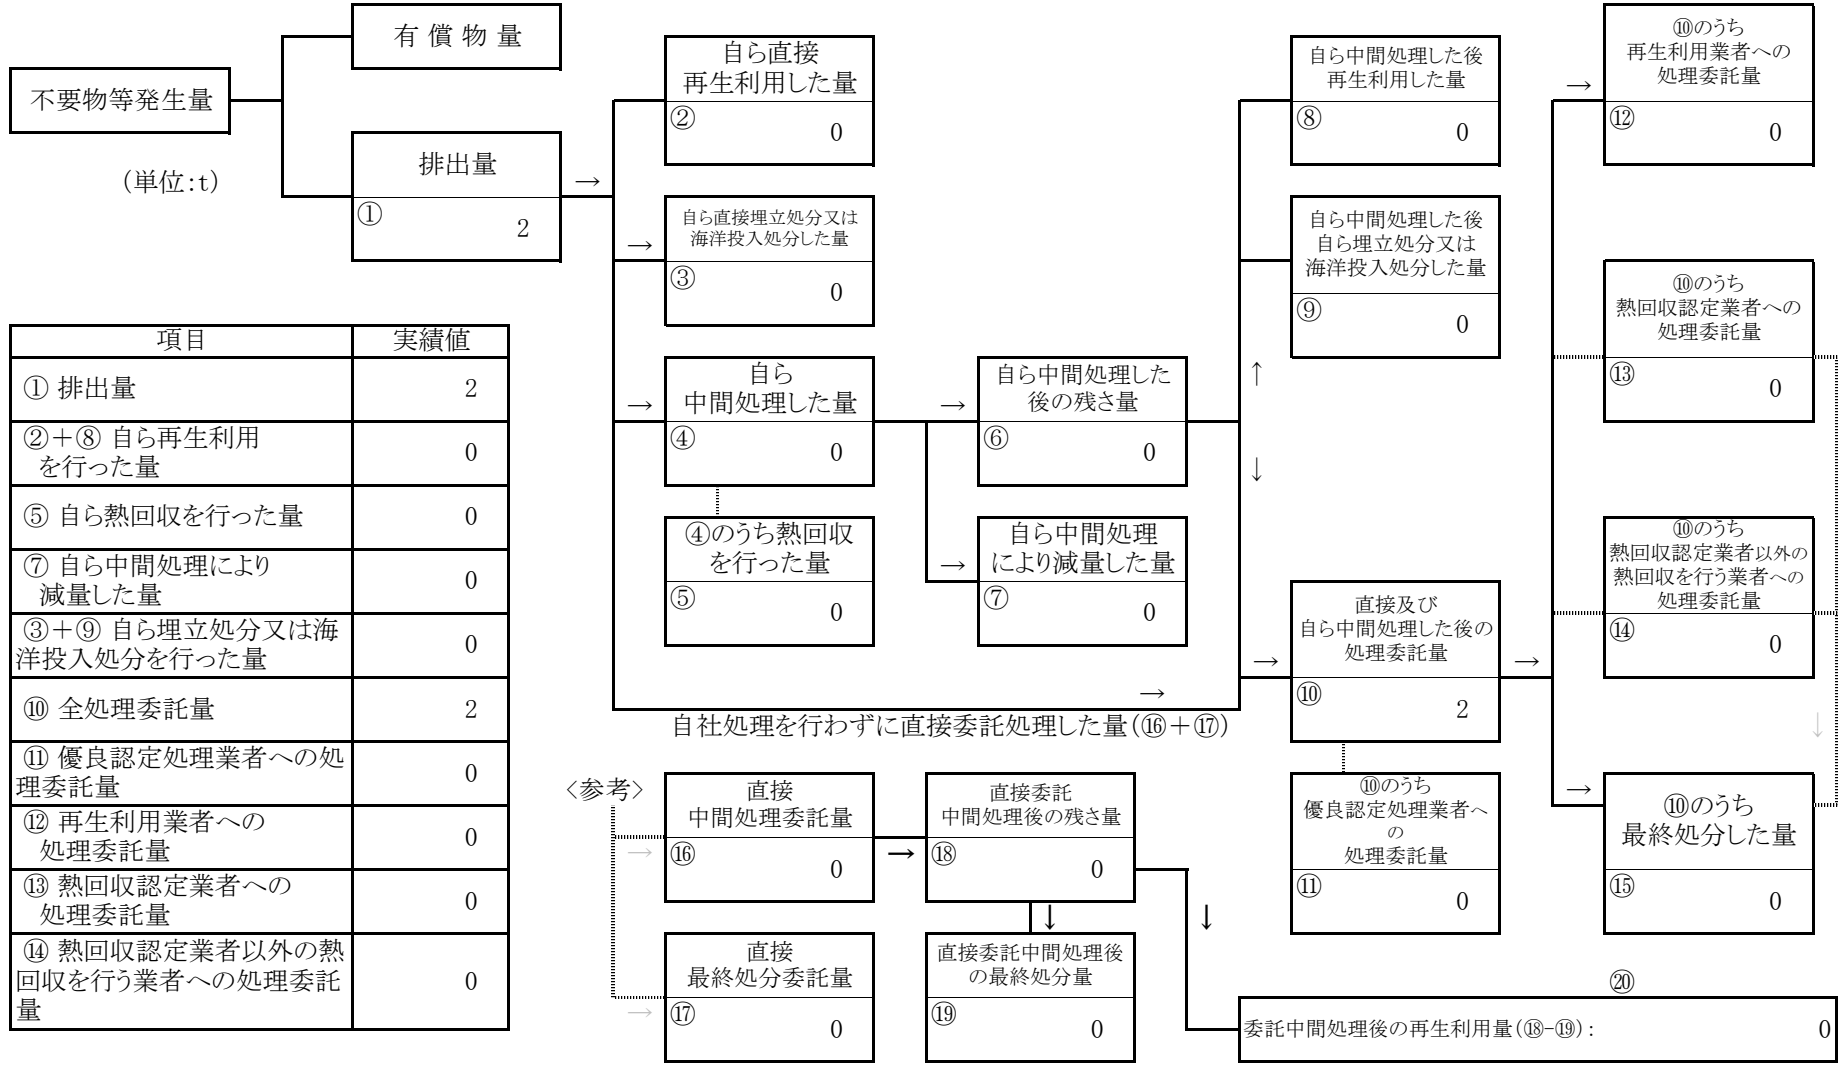 有 償 物 量
不要物等発生量
(単位:t)
排出量
①
2
→
自ら直接
再生利用した量
②
0
→
自ら直接埋立処分又は
海洋投入処分した量
③
0
→
自ら
中間処理した量
④
0
④のうち熱回収
を行った量
⑤
0
→
自ら中間処理した
後の残さ量
⑥
0
→
自ら中間処理
により減量した量
⑦
0
自ら中間処理した後
再生利用した量
⑧
0
自ら中間処理した後
自ら埋立処分又は
海洋投入処分した量
⑨
0
↑
↓
→
直接及び
自ら中間処理した後の
処理委託量
⑩
2
→
自社処理を行わずに直接委託処理した量(⑯+⑰)
⑩のうち
優良認定処理業者へ
の
処理委託量
⑪
0
→
→
⑩のうち
再生利用業者への
処理委託量
⑫
0
⑩のうち
熱回収認定業者への
処理委託量
⑬
0
⑩のうち
熱回収認定業者以外の
熱回収を行う業者への
処理委託量
⑭
0
↓
→
⑩のうち
最終処分した量
⑮
0
項目 実績値
① 排出量 2
②+⑧ 自ら再生利用
を行った量 0
⑤ 自ら熱回収を行った量 0
⑦ 自ら中間処理により
減量した量 0
③+⑨ 自ら埋立処分又は海
洋投入処分を行った量 0
⑩ 全処理委託量 2
⑪ 優良認定処理業者への処
理委託量 0
⑫ 再生利用業者への
処理委託量 0
⑬ 熱回収認定業者への
処理委託量 0
⑭ 熱回収認定業者以外の熱
回収を行う業者への処理委託 0
量
<参考>
→
直接
中間処理委託量
⑯
0
→
直接委託
中間処理後の残さ量
⑱
0
↓
↓
→
直接
最終処分委託量
⑰
0
直接委託中間処理後
の最終処分量
⑲
0
⑳
委託中間処理後の再生利用量(⑱-⑲): 0